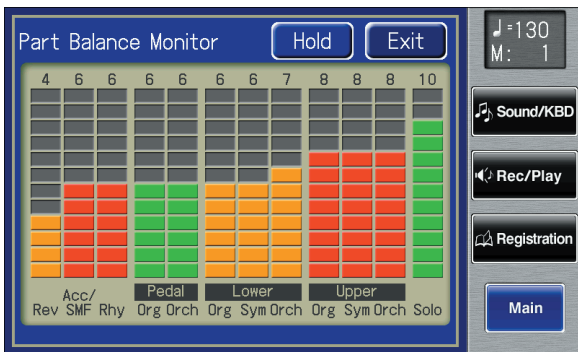 Part Balance Monitor
Hold
Exit
♩=130
M: 1
4 6 6 6 6 6 6 7 8 8 8 10
Sound/KBD
Rec/Play
Registration
Main
Acc/ Pedal Lower Upper
Rev SMF Rhy Org Orch Org Sym Orch Org Sym Orch Solo